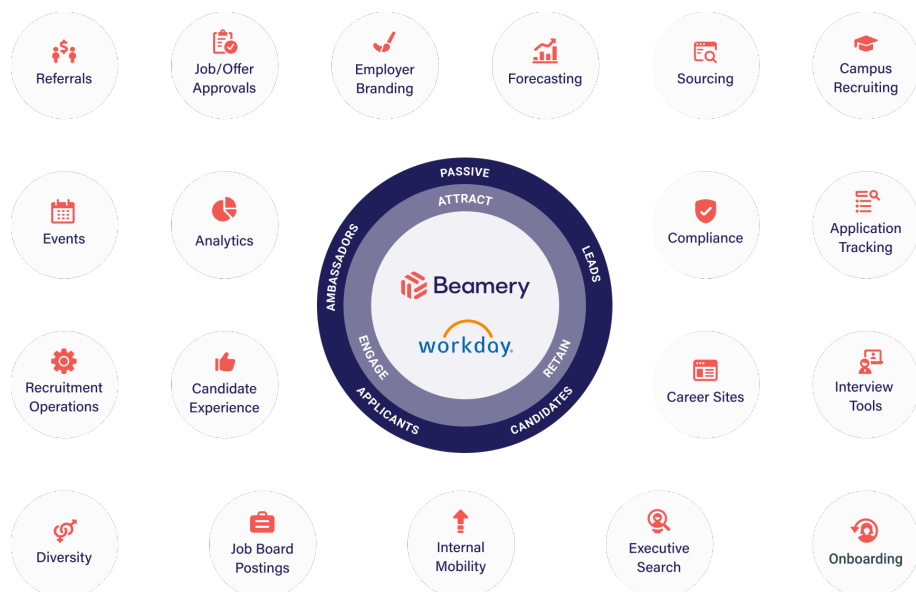 Referrals
Job/Offer
Approvals
Employer
Branding
Forecasting
Sourcing
Campus
Recruiting
Events
Analytics
PASSIVE
ATTRACT
AMBASSADORS
LEADS
Beamery
workday.
ENGAGE
RETAIN
APPLICANTS
CANDIDATES
Compliance
Application
Tracking
Recruitment
Operations
Candidate
Experience
Career Sites
Interview
Tools
Diversity
Job Board
Postings
Internal
Mobility
Executive
Search
Onboarding